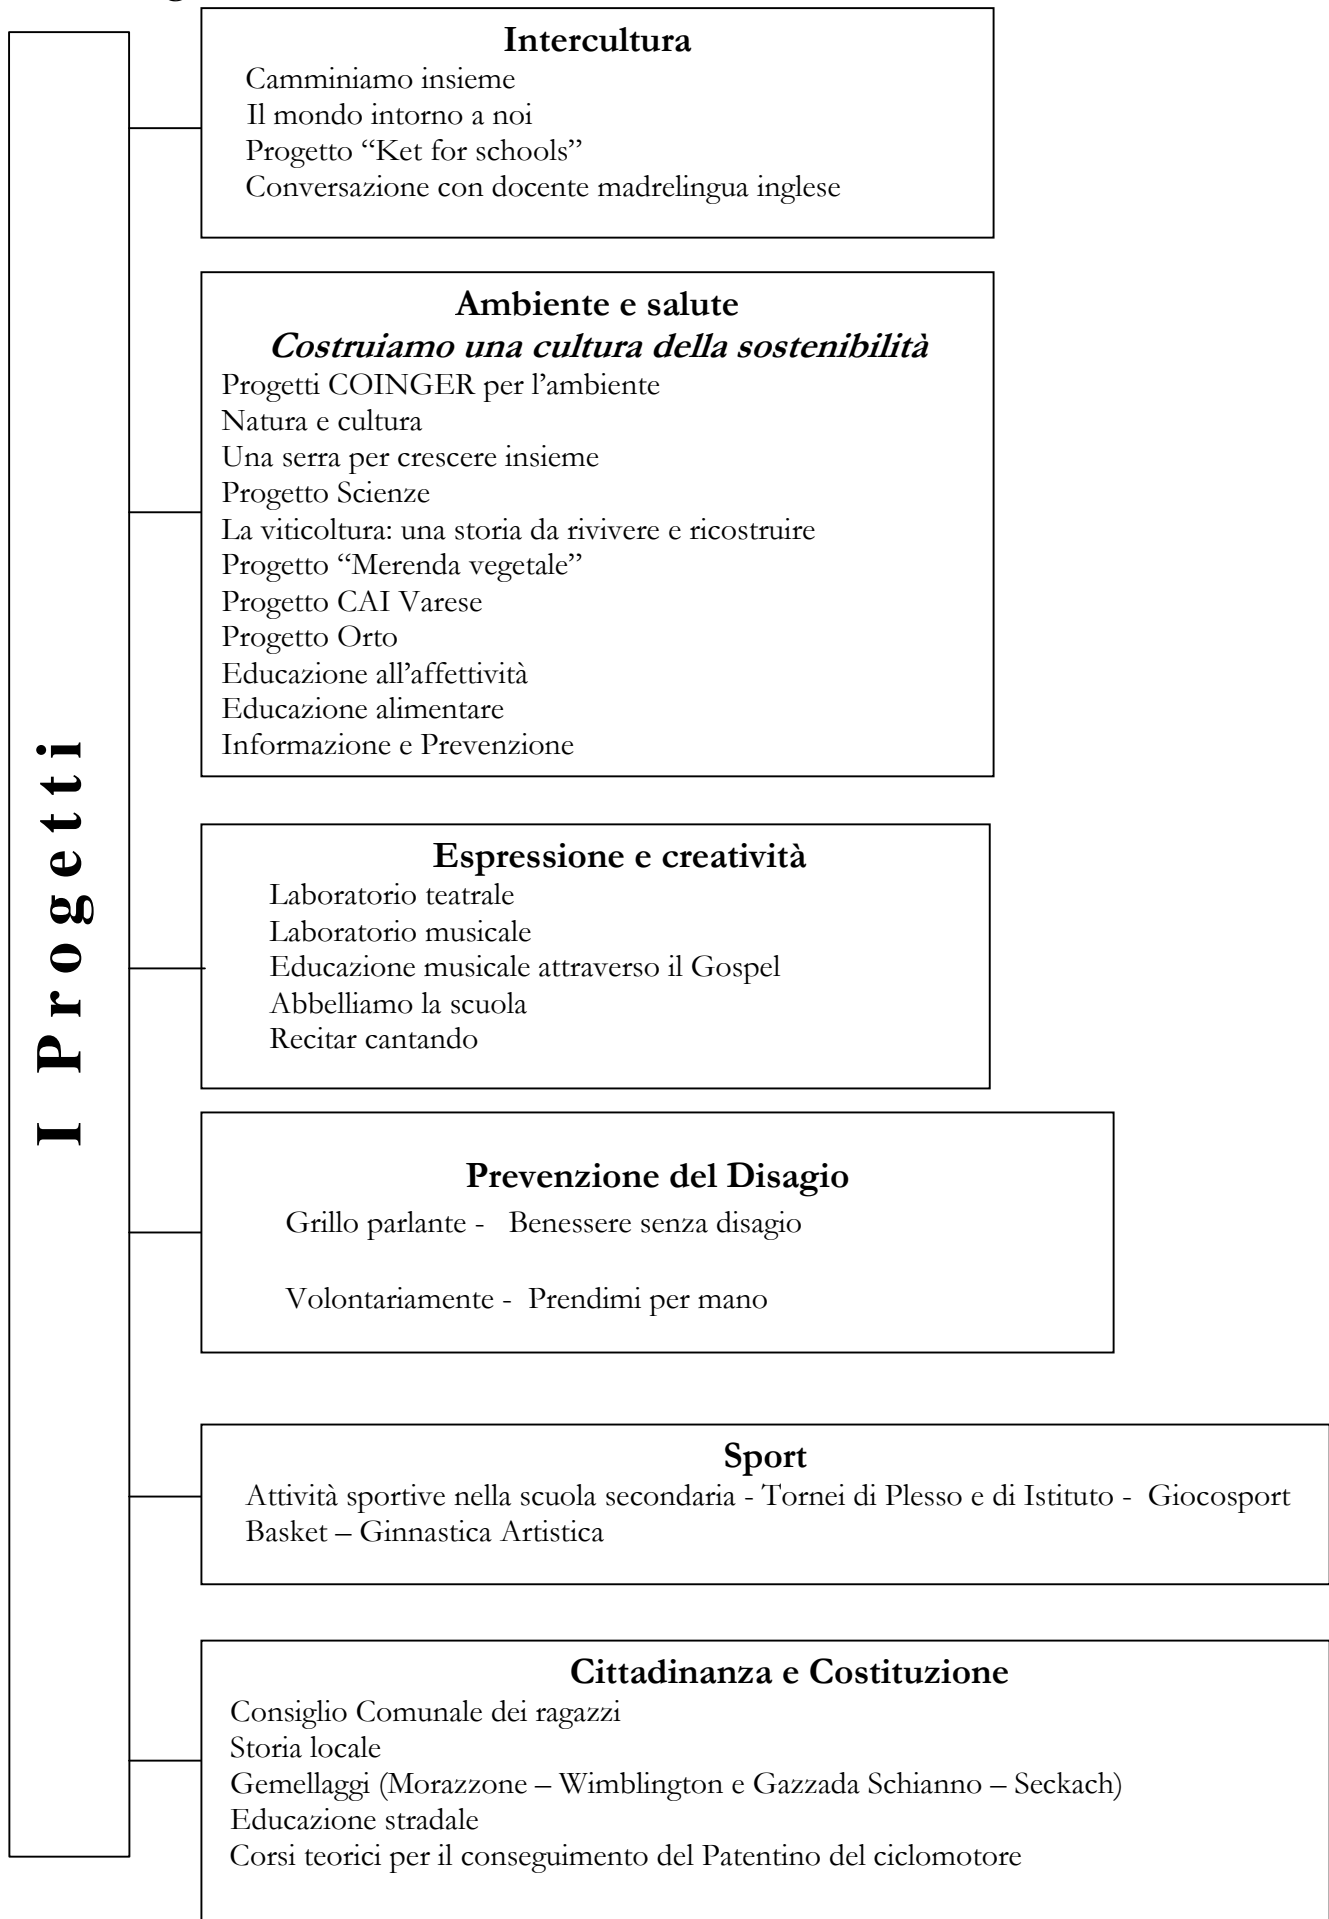 I Progetti
Intercultura
Camminiamo insieme
Il mondo intorno a noi
Progetto “Ket for schools”
Conversazione con docente madrelingua inglese
Ambiente e salute
Costruiamo una cultura della sostenibilità
Progetti COINGER per l’ambiente
Natura e cultura
Una serra per crescere insieme
Progetto Scienze
La viticoltura: una storia da rivivere e ricostruire
Progetto “Merenda vegetale”
Progetto CAI Varese
Progetto Orto
Educazione all’affettività
Educazione alimentare
Informazione e Prevenzione
Espressione e creatività
Laboratorio teatrale
Laboratorio musicale
Educazione musicale attraverso il Gospel
Abbelliamo la scuola
Recitar cantando
Prevenzione del Disagio
Grillo parlante - Benessere senza disagio
Volontariamente - Prendimi per mano
Sport
Attività sportive nella scuola secondaria - Tornei di Plesso e di Istituto - Giocosport
Basket – Ginnastica Artistica
Cittadinanza e Costituzione
Consiglio Comunale dei ragazzi
Storia locale
Gemellaggi (Morazzone – Wimblington e Gazzada Schianno – Seckach)
Educazione stradale
Corsi teorici per il conseguimento del Patentino del ciclomotore